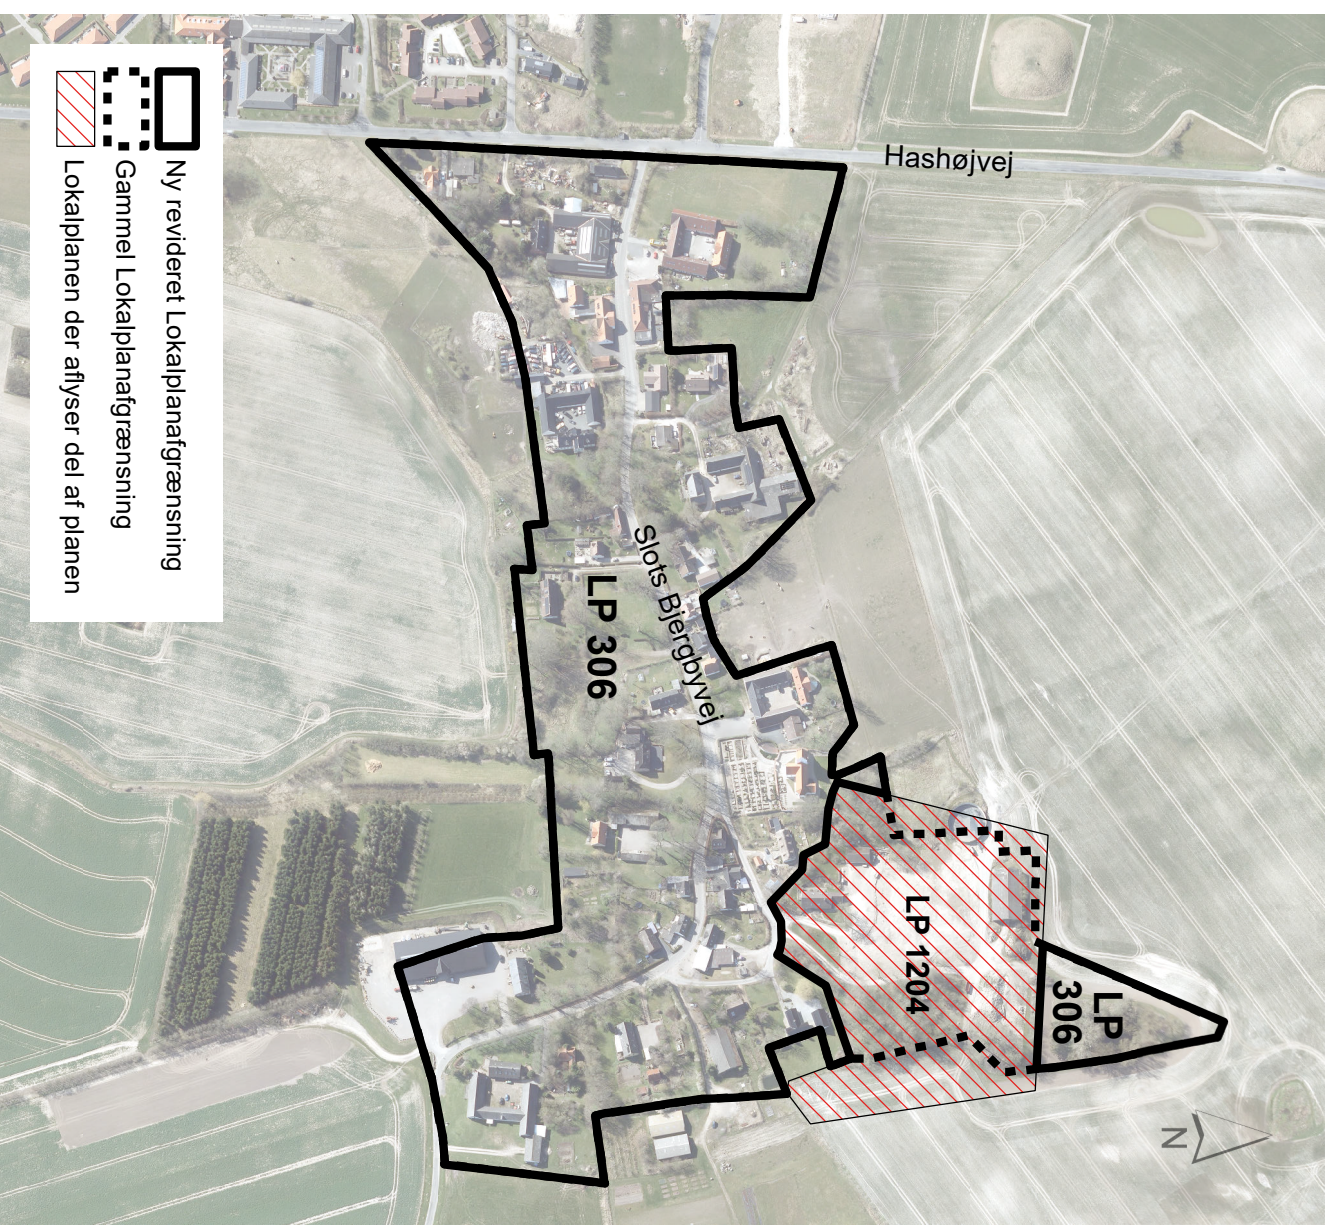 Hashøjvej
Slots Bjergbyvej
LP 306
LP 1204
LP
306
N
Ny revideret Lokalplanafgrænsning
Gammel Lokalplanafgrænsning
Lokalplanen der aflyser del af planen